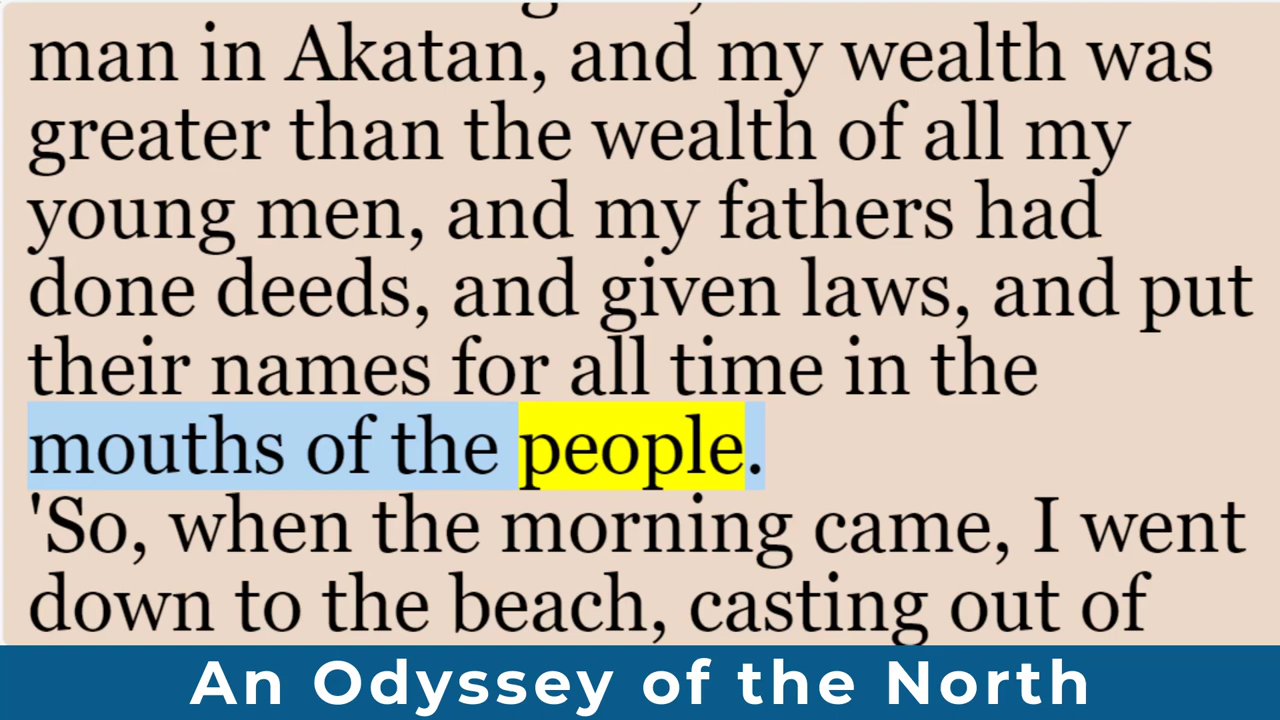 man in Akatan, and my wealth was
greater than the wealth of all my
young men, and my fathers had
done deeds, and given laws, and put
their names for all time in the
mouths of the people.
'So, when the morning came, I went
down to the beach, casting out of
An Odyssey of the North